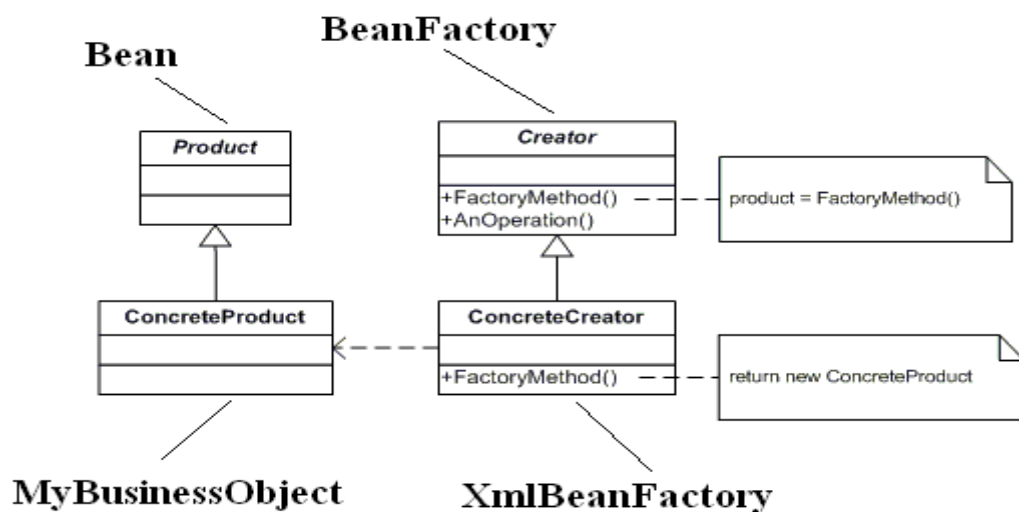 BeanFactory
Bean
Product
Creator
+FactoryMethod()
+AnOperation()
product = FactoryMethod()
ConcreteProduct
ConcreteCreator
+FactoryMethod()
return new ConcreteProduct
MyBusinessObject
XmlBeanFactory